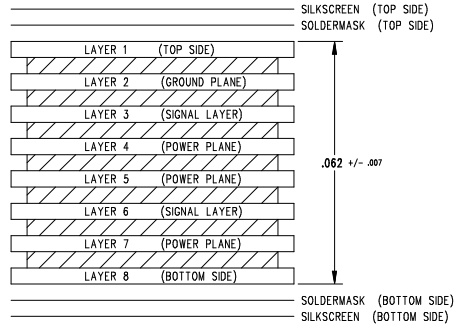 SILKSCREEN (TOP SIDE)
SOLDERMASK (TOP SIDE)
LAYER 1 (TOP SIDE)
LAYER 2 (GROUND PLANE)
LAYER 3 (SIGNAL LAYER)
LAYER 4 (POWER PLANE)
.062 +/- .007
LAYER 5 (POWER PLANE)
LAYER 6 (SIGNAL LAYER)
LAYER 7 (POWER PLANE)
LAYER 8 (BOTTOM SIDE)
SOLDERMASK (BOTTOM SIDE)
SILKSCREEN (BOTTOM SIDE)